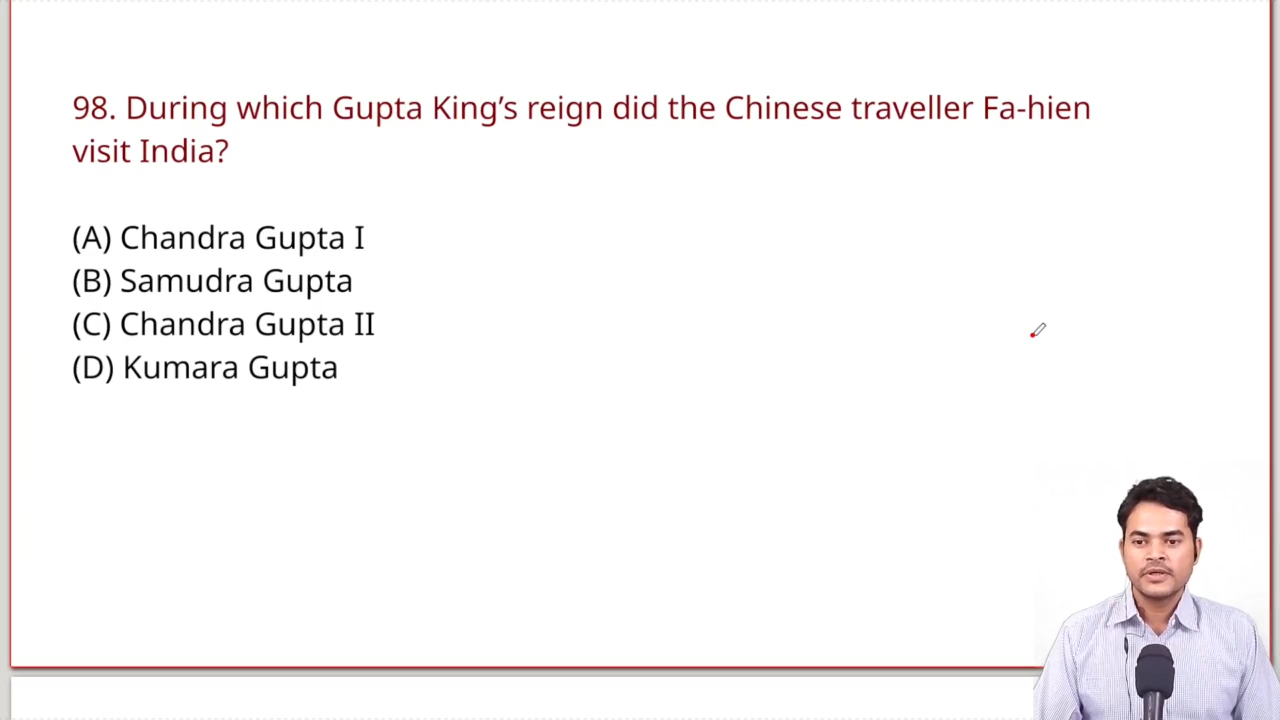 98. During which Gupta King’s reign did the Chinese traveller Fa-hien
visit India?
(A) Chandra Gupta I
(B) Samudra Gupta
(C) Chandra Gupta II
(D) Kumara Gupta